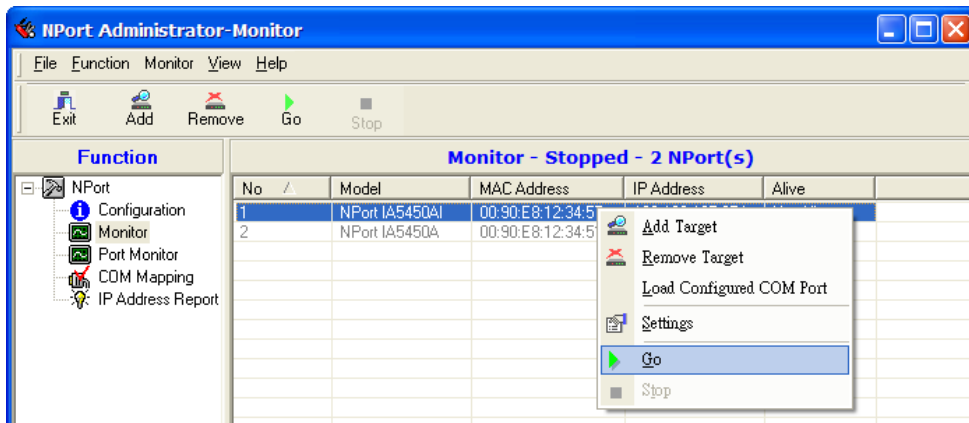 NPort Administrator-Monitor
File Function Monitor View Help
Exit Add Remove Go Stop
Function
Monitor - Stopped - 2 NPort(s)
NPort
Configuration
Monitor
Port Monitor
COM Mapping
IP Address Report
No Model MAC Address IP Address Alive
1 NPort IA5450AI 00:90:E8:12:34:5
2 NPort IA5450A 00:90:E8:12:34:5
Add Target
Remove Target
Load Configured COM Port
Settings
Go
Stop